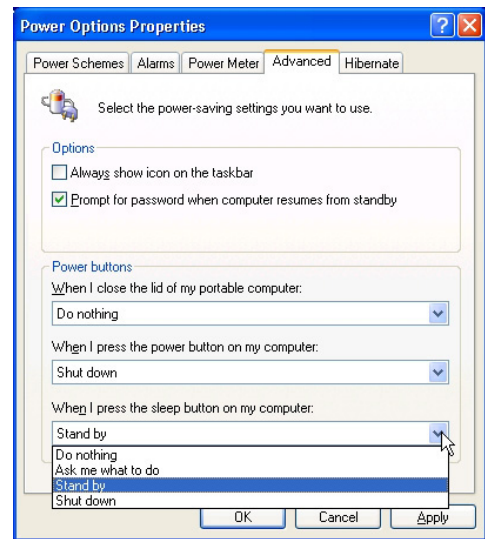 Power Options Properties
Power Schemes Alarms Power Meter Advanced Hibernate
Select the power-saving settings you want to use.
Options
Always show icon on the taskbar
Prompt for password when computer resumes from standby
Power buttons
When I close the lid of my portable computer:
Do nothing
When I press the power button on my computer:
Shut down
When I press the sleep button on my computer:
Stand by
Do nothing
Ask me what to do
Stand by
Shut down
OK Cancel Apply